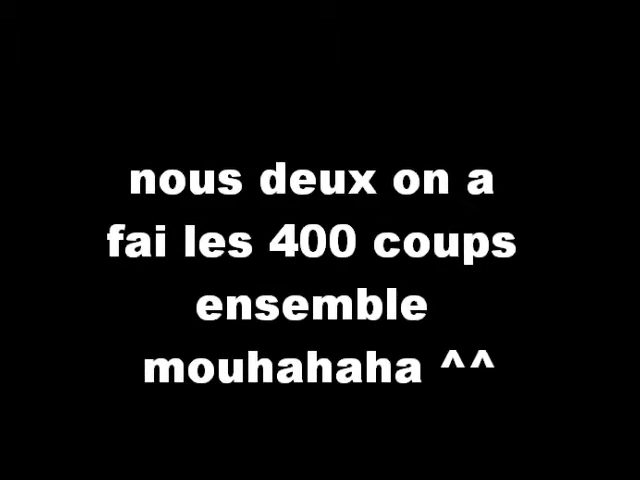 nous deux on a
fai les 400 coups
ensemble
mouhahaha ^^